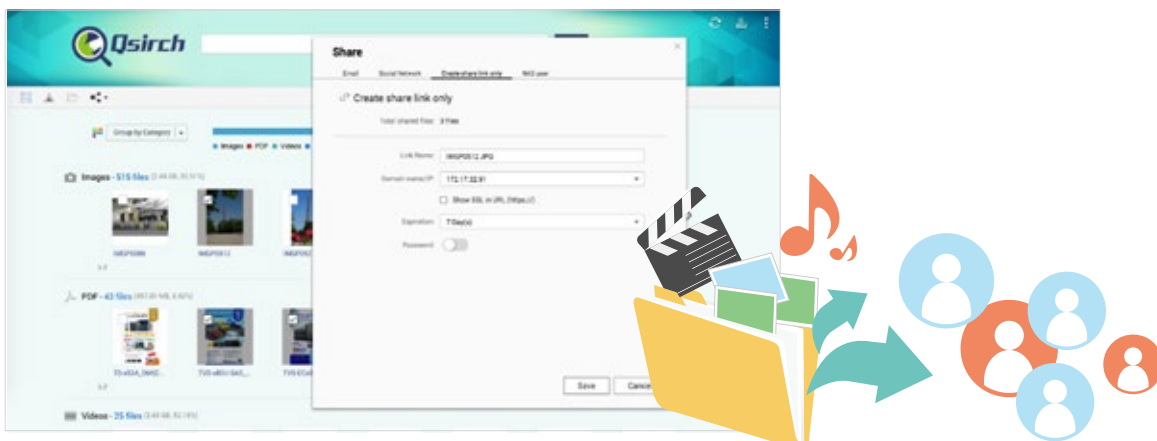 Qsirch
Share
Email Social Network Create share link only NAS user
Create share link only
Total shared files 3 files
Group by Category
Images PDF Videos
Link Name IMGP0512.JPG
Images - 515 files
Domain name/IP 172.17.32.91
Show SSL in URL (https://)
Expiration 7 day(s)
Password
IMGP0512
PDF - 43 files
Save Cancel
Videos - 25 files